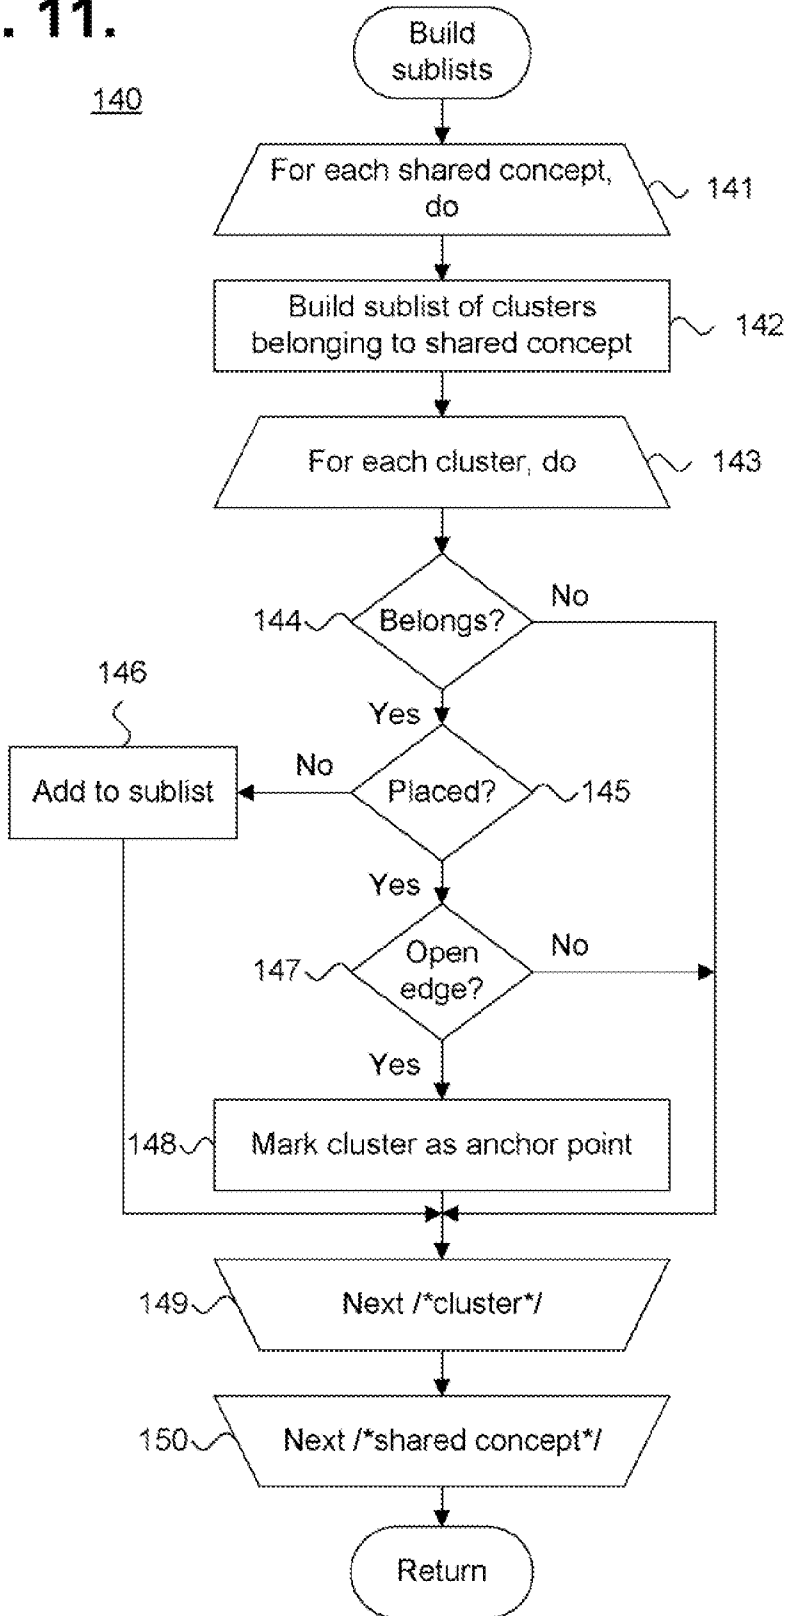 . 11.
Build
sublists
140
For each shared concept,
do
141
Build sublist of clusters
belonging to shared concept
142
For each cluster, do
143
No
144
Belongs?
146
Yes
No
Add to sublist
Placed?
145
Yes
No
147
Open
edge?
Yes
148
Mark cluster as anchor point
149
Next /*cluster*/
150
Next /*shared concept*/
Return